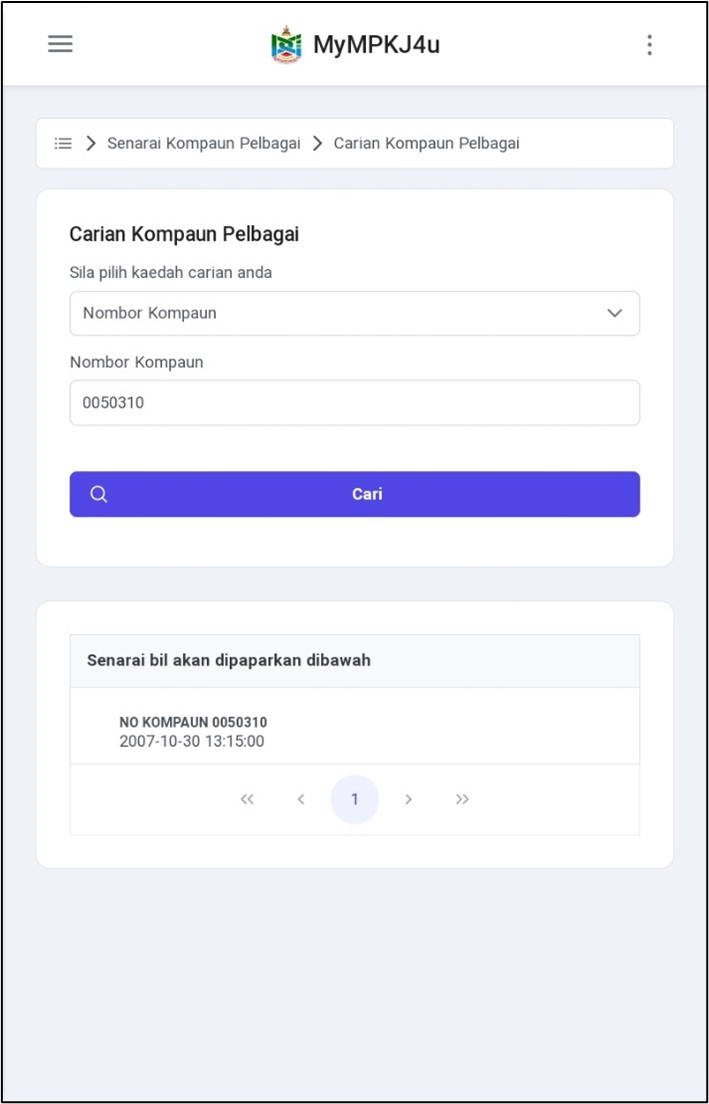 MyMPKJ4u
Senarai Kompaun Pelbagai > Carian Kompaun Pelbagai
Carian Kompaun Pelbagai
Sila pilih kaedah carian anda
Nombor Kompaun
Nombor Kompaun
0050310
Cari
Senarai bil akan dipaparkan dibawah
NO KOMPAUN 0050310
2007-10-30 13:15:00
<< < 1 > >>